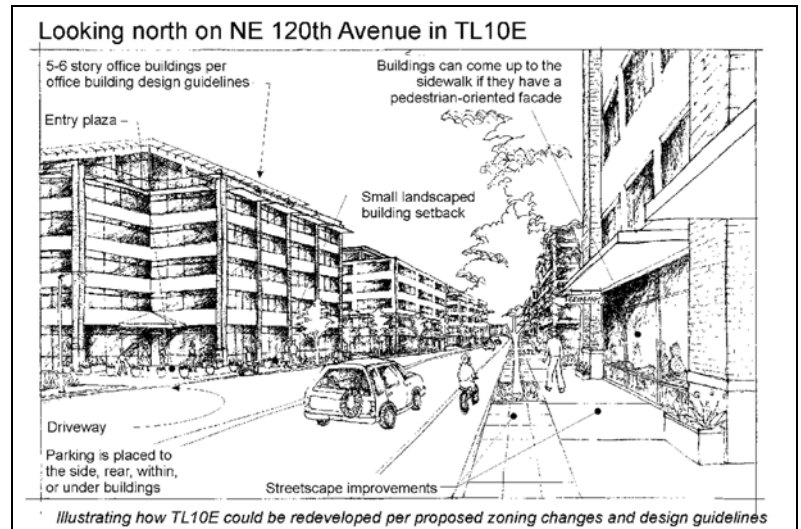 Looking north on NE 120th Avenue in TL10E
5-6 story office buildings per
office building design guidelines
Buildings can come up to the
sidewalk if they have a
pedestrian-oriented facade
Entry plaza
Small landscaped
building setback
Driveway
Parking is placed to
the side, rear, within,
or under buildings
Streetscape improvements
Illustrating how TL10E could be redeveloped per proposed zoning changes and design guidelines